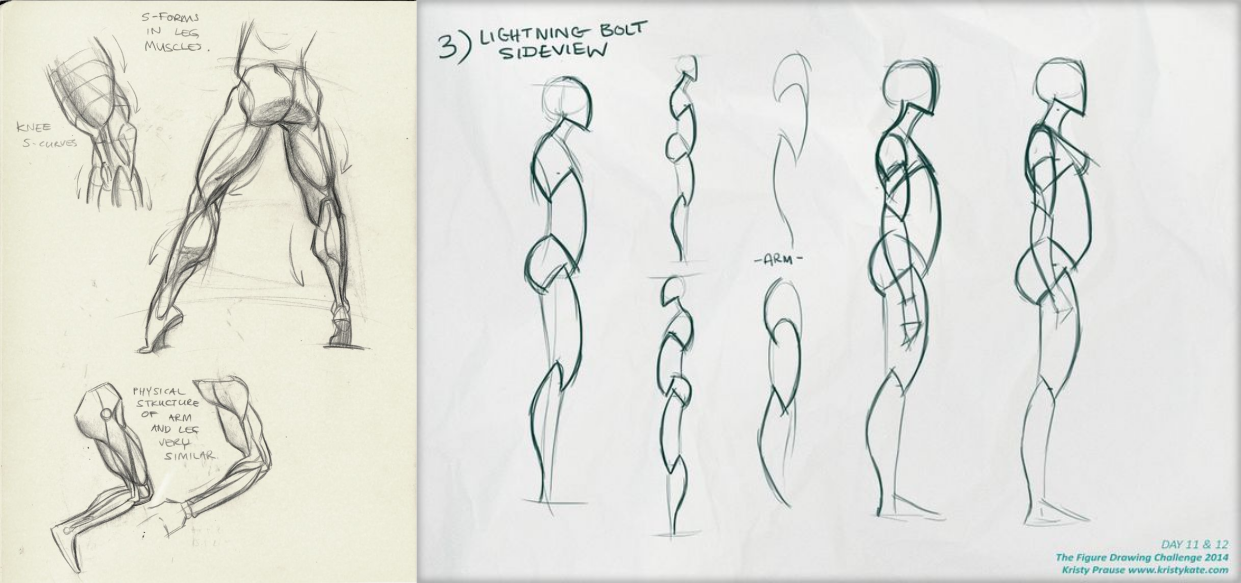 S-FORMS
IN LEG
MUSCLES.
KNEE
S-CURVES
PHYSICAL
STRUCTURE
OF ARM
AND LEG
VERY
SIMILAR
3) LIGHTNING BOLT
SIDEVIEW
-ARM-
DAY 11 & 12
The Figure Drawing Challenge 2014
Kristy Prause www.kristykate.com